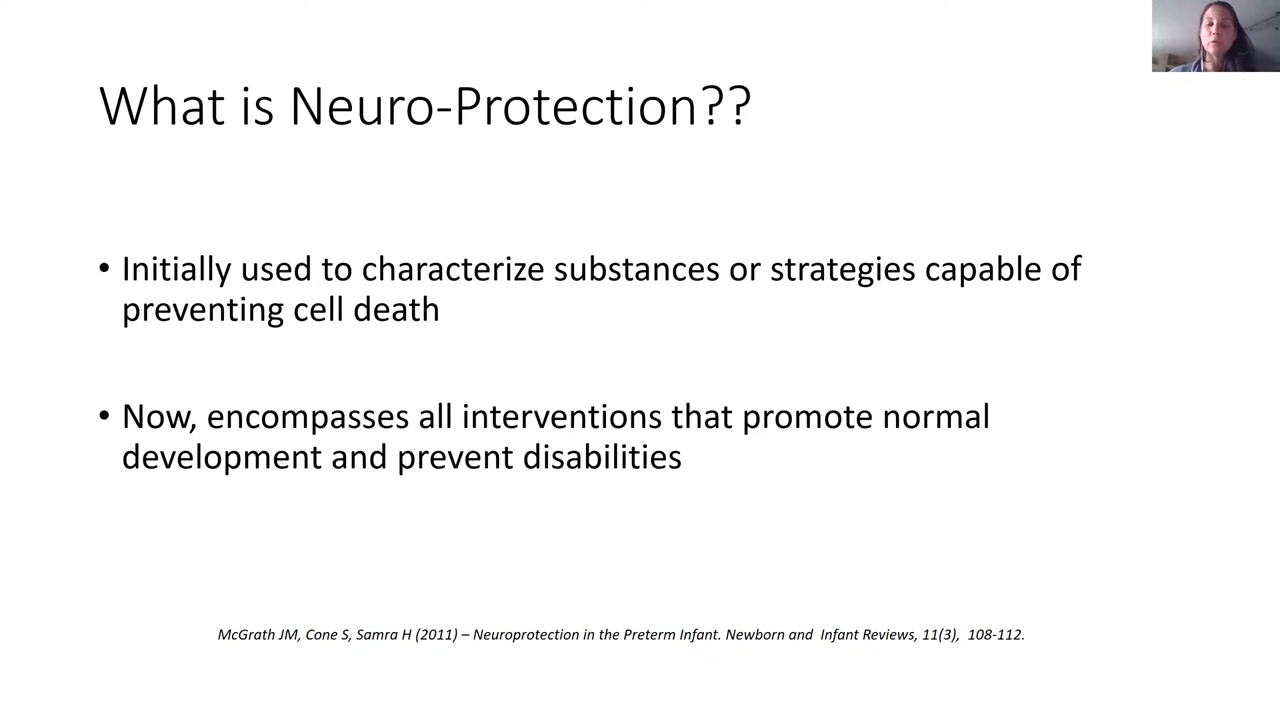 What is Neuro-Protection??
• Initially used to characterize substances or strategies capable of
preventing cell death
• Now, encompasses all interventions that promote normal
development and prevent disabilities
McGrath JM, Cone S, Samra H (2011) – Neuroprotection in the Preterm Infant. Newborn and Infant Reviews, 11(3), 108-112.